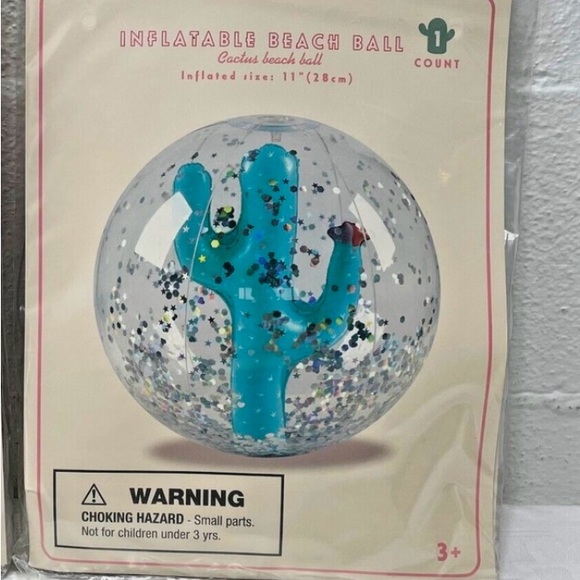 INFLATABLE BEACH BALL
Cactus beach ball
Inflated size: 11"(28cm)
1
COUNT
WARNING
CHOKING HAZARD - Small parts.
Not for children under 3 yrs.
3+